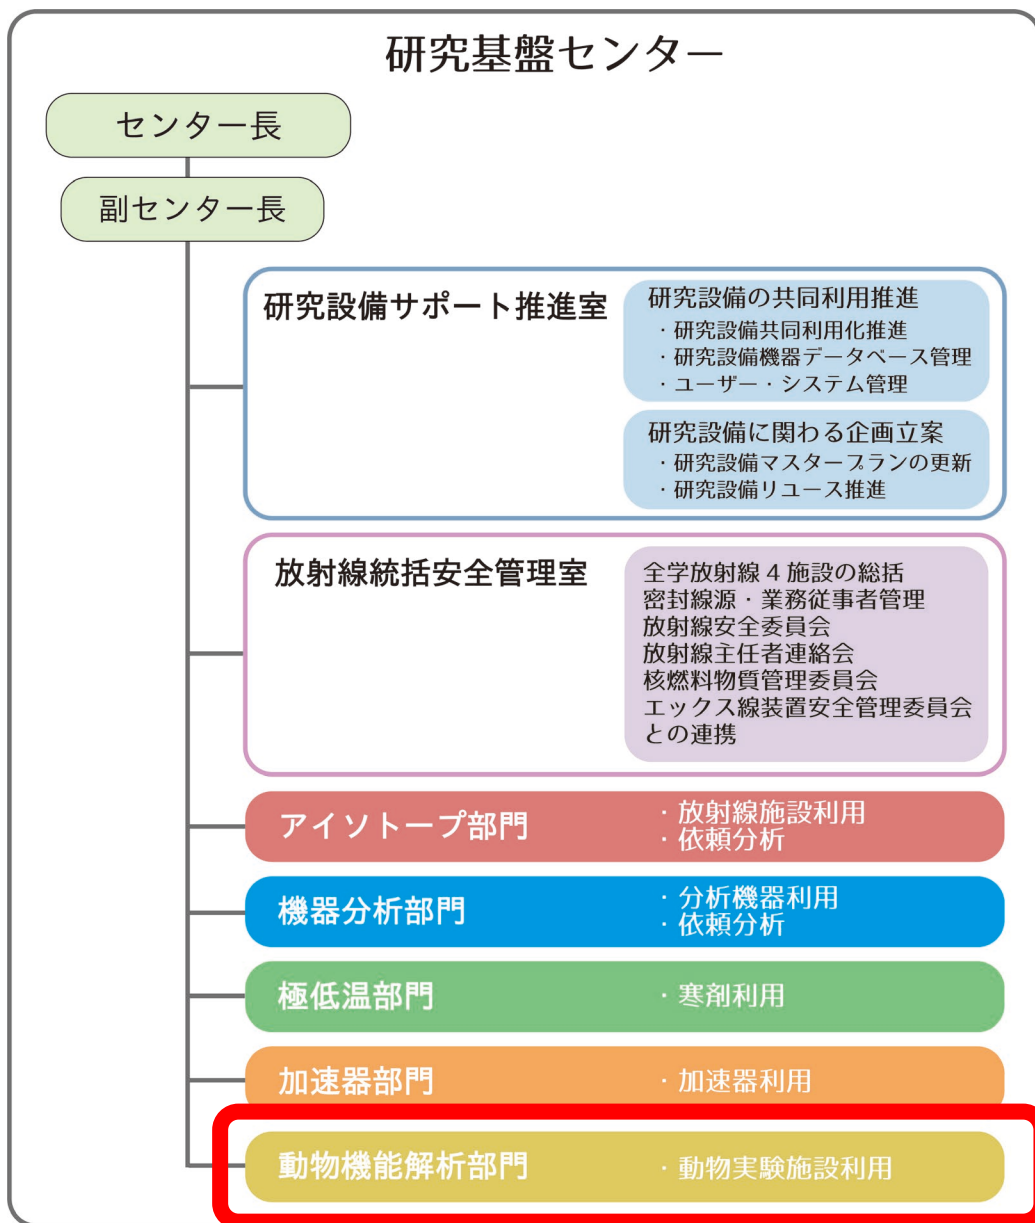 研究基盤センター
センター長
副センター長
研究設備サポート推進室
研究設備の共同利用推進
・研究設備共同利用化推進
・研究設備機器データベース管理
・ユーザー・システム管理
研究設備に関わる企画立案
・研究設備マスタープランの更新
・研究設備リユース推進
放射線統括安全管理室
全学放射線4施設の総括
密封線源・業務従事者管理
放射線安全委員会
放射線主任者連絡会
核燃料物質管理委員会
エックス線装置安全管理委員会
との連携
アイソトープ部門
・放射線施設利用
・依頼分析
機器分析部門
・分析機器利用
・依頼分析
極低温部門
・寒剤利用
加速器部門
・加速器利用
動物機能解析部門
・動物実験施設利用